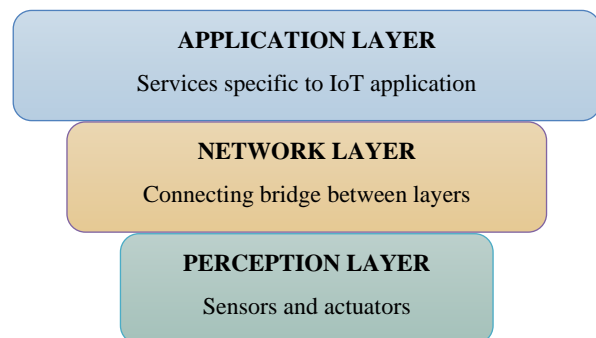 APPLICATION LAYER
Services specific to IoT application
NETWORK LAYER
Connecting bridge between layers
PERCEPTION LAYER
Sensors and actuators